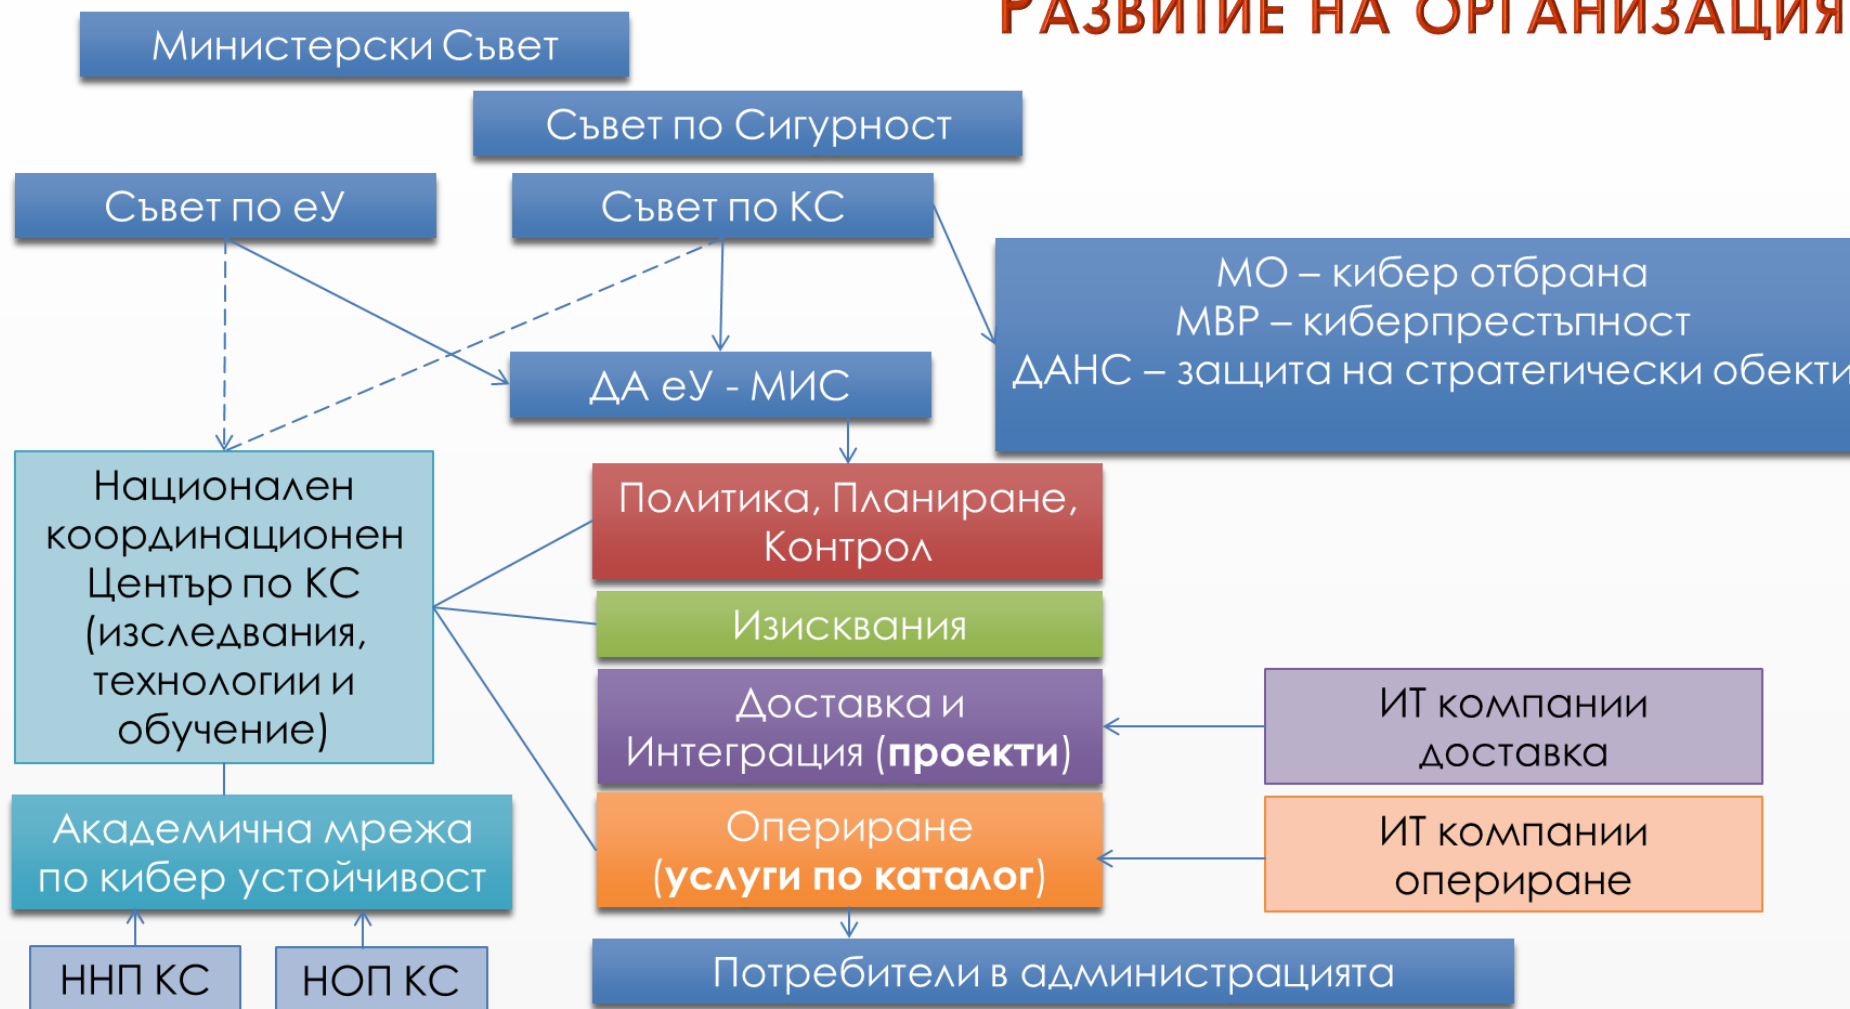 РАЗВИТИЕ НА ОРГАНИЗАЦИЯ
Министерски Съвет
Съвет по Сигурност
Съвет по еУ
Съвет по КС
МО – кибер отбрана
МВР – киберпрестъпност
ДАНС – защита на стратегически обекти
ДА еУ - МИС
Национален
координационен
Център по КС
(изследвания,
технологии и
обучение)
Политика, Планиране,
Контрол
Изисквания
Доставка и
Интеграция (проекти)
ИТ компании
доставка
Академична мрежа
по кибер устойчивост
Опериране
(услуги по каталог)
ИТ компании
опериране
ННП КС
НОП КС
Потребители в администрацията